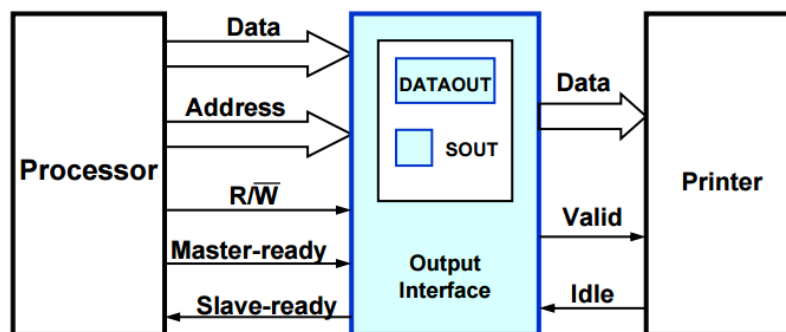 Processor
Data
Address
R/W̅
Master-ready
Slave-ready
DATAOUT
SOUT
Output
Interface
Data
Valid
Idle
Printer